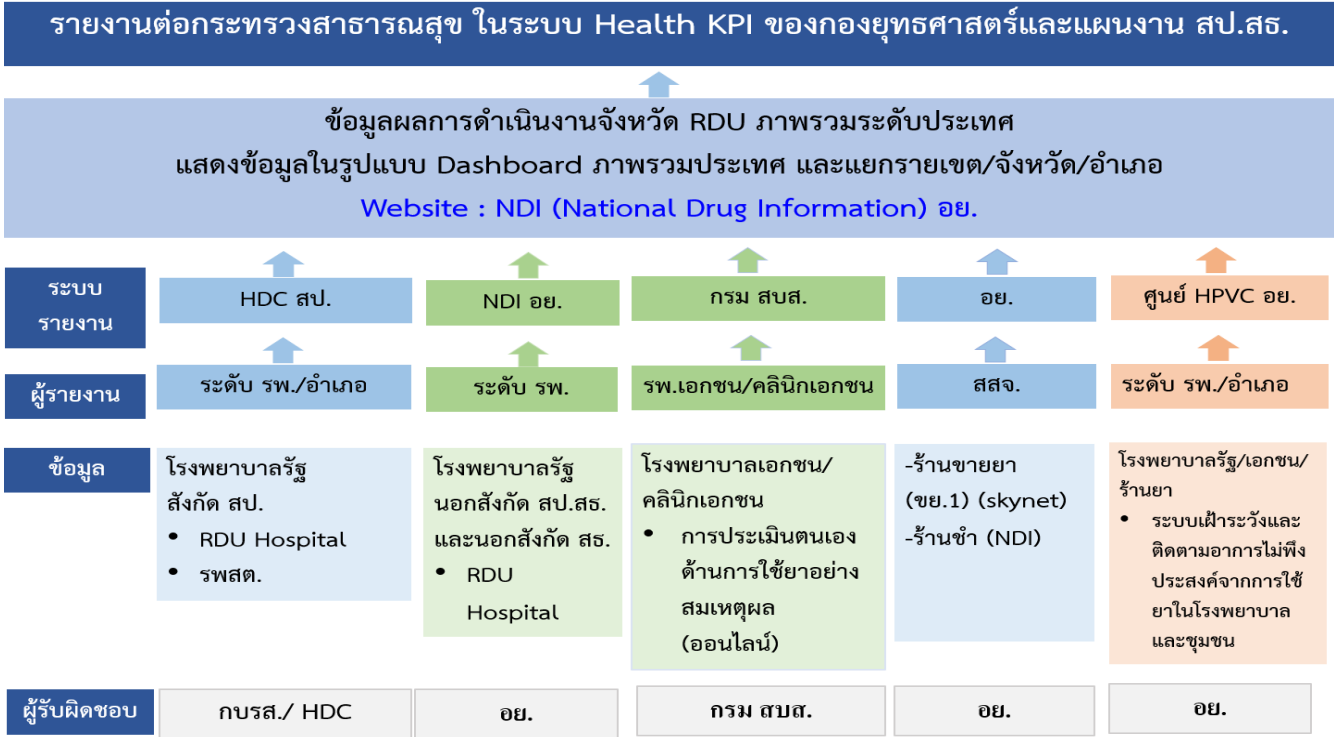 รายงานต่อกระทรวงสาธารณสุข ในระบบ Health KPI ของกองยุทธศาสตร์และแผนงาน สป.สธ.
ข้อมูลผลการดำเนินงานจังหวัด RDU ภาพรวมระดับประเทศ
แสดงข้อมูลในรูปแบบ Dashboard ภาพรวมประเทศ และแยกรายเขต/จังหวัด/อำเภอ
Website : NDI (National Drug Information) อย.
ระบบ
รายงาน
HDC สป.
NDI อย.
กรม สบส.
อย.
ศูนย์ HPVC อย.
ผู้รายงาน
ระดับ รพ./อำเภอ
ระดับ รพ.
รพ.เอกชน/คลินิกเอกชน
สสจ.
ระดับ รพ./อำเภอ
ข้อมูล
โรงพยาบาลรัฐ
สังกัด สป.
• RDU Hospital
• รพสต.
โรงพยาบาลรัฐ
นอกสังกัด สป.สธ.
และนอกสังกัด สธ.
• RDU
Hospital
โรงพยาบาลเอกชน/
คลินิกเอกชน
• การประเมินตนเอง
ด้านการใช้ยาอย่าง
สมเหตุผล
(ออนไลน์)
-ร้านขายยา
(ขย.1) (skynet)
-ร้านชำ (NDI)
โรงพยาบาลรัฐ/เอกชน/
ร้านยา
• ระบบเฝ้าระวังและ
ติดตามอาการไม่พึง
ประสงค์จากการใช้
ยาในโรงพยาบาล
และชุมชน
ผู้รับผิดชอบ
กบรส./ HDC
อย.
กรม สบส.
อย.
อย.